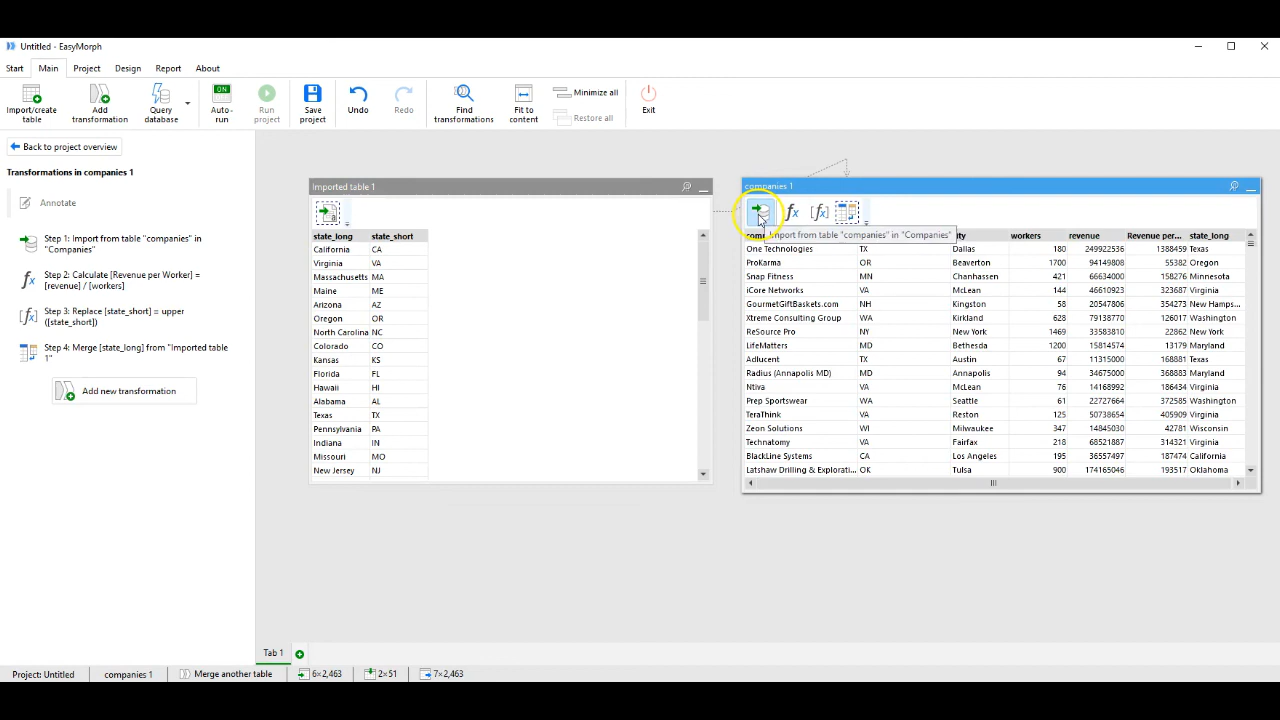 Untitled - EasyMorph
Start
Main
Project
Design
Report
About
Import/create
table
Add
transformation
Query
database
ON
Auto-
run
Run
project
Save
project
Undo
Redo
Find
transformations
Fit to
content
Minimize all
Restore all
Exit
Back to project overview
Transformations in companies 1
Annotate
Step 1: Import from table "companies" in
"Companies"
Step 2: Calculate [Revenue per Worker] =
[revenue] / [workers]
Step 3: Replace [state_short] = upper
([state_short])
Step 4: Merge [state_long] from "Imported table
1"
Add new transformation
Imported table 1
state_long state_short
California CA
Virginia VA
Massachusetts MA
Maine ME
Arizona AZ
Oregon OR
North Carolina NC
Colorado CO
Kansas KS
Florida FL
Hawaii HI
Alabama AL
Texas TX
Pennsylvania PA
Indiana IN
Missouri MO
New Jersey NJ
companies 1
Import from table "companies" in "Companies"
workers revenue Revenue per... state_long
One Technologies TX Dallas 180 249922536 1388459 Texas
ProKarma OR Beaverton 1700 94149808 55382 Oregon
Snap Fitness MN Chanhassen 421 66634000 158276 Minnesota
iCore Networks VA McLean 144 46610923 323687 Virginia
GourmetGiftBaskets.com NH Kingston 58 20547806 354273 New Hamps...
Xtreme Consulting Group WA Kirkland 628 79138770 126017 Washington
ReSource Pro NY New York 1469 33583810 22862 New York
LifeMatters MD Bethesda 1200 15814574 13179 Maryland
Adlucent TX Austin 67 11315000 168881 Texas
Radius (Annapolis MD) MD Annapolis 94 34675000 368883 Maryland
Ntiva VA McLean 76 14168992 186434 Virginia
Prep Sportswear WA Seattle 61 22727664 372585 Washington
TeraThink VA Reston 125 50738654 405909 Virginia
Zeon Solutions WI Milwaukee 347 14845030 42781 Wisconsin
Technatomy VA Fairfax 218 68521887 314321 Virginia
BlackLine Systems CA Los Angeles 195 36557497 187474 California
Latshaw Drilling & Explorati... OK Tulsa 900 174165046 193517 Oklahoma
Tab 1
Project: Untitled
companies 1
Merge another table
6×2,463
2×51
7×2,463